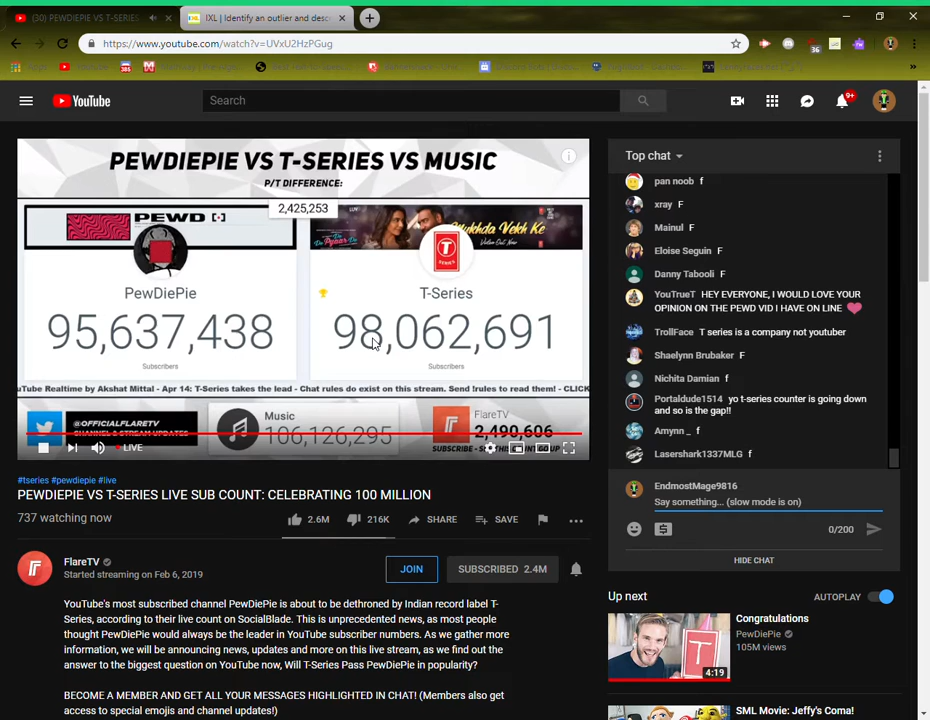 (30) PEWDIEPIE VS T-SERIES
IXL | Identify an outlier and desc
https://www.youtube.com/watch?v=UVxU2HzPGug
36
YouTube
Search
9+
PEWDIEPIE VS T-SERIES VS MUSIC
P/T DIFFERENCE:
2,425,253
PewDiePie
95,637,438
Subscribers
T-Series
98,062,691
Subscribers
uTube Realtime by Akshat Mittal - Apr 14: T-Series takes the lead - Chat rules do exist on this stream. Send !rules to read them! - CLICK
@OFFICIALFLARETV
CHANNEL & STREAM UPDATES
Music
106,126,295
FlareTV
2,490,606
LIVE
#tseries #pewdiepie #live
PEWDIEPIE VS T-SERIES LIVE SUB COUNT: CELEBRATING 100 MILLION
737 watching now
2.6M
216K
SHARE
SAVE
FlareTV
Started streaming on Feb 6, 2019
JOIN
SUBSCRIBED 2.4M
YouTube's most subscribed channel PewDiePie is about to be dethroned by Indian record label T-
Series, according to their live count on SocialBlade. This is unprecedented news, as most people
thought PewDiePie would always be the leader in YouTube subscriber numbers. As we gather more
information, we will be announcing news, updates and more on this live stream, as we find out the
answer to the biggest question on YouTube now, Will T-Series Pass PewDiePie in popularity?
BECOME A MEMBER AND GET ALL YOUR MESSAGES HIGHLIGHTED IN CHAT! (Members also get
access to special emojis and channel updates!)
Top chat
pan noob f
xray F
Mainul F
Eloise Seguin F
Danny Tabooli F
YouTrueT HEY EVERYONE, I WOULD LOVE YOUR
OPINION ON THE PEWD VID I HAVE ON LINE
TrollFace T series is a company not youtuber
Shaelynn Brubaker F
Nichita Damian f
Portaldude1514 yo t-series counter is going down
and so is the gap!!
Amynn _ f
Lasershark1337MLG f
EndmostMage9816
Say something... (slow mode is on)
0/200
HIDE CHAT
Up next
AUTOPLAY
Congratulations
PewDiePie
105M views
4:19
SML Movie: Jeffy's Coma!